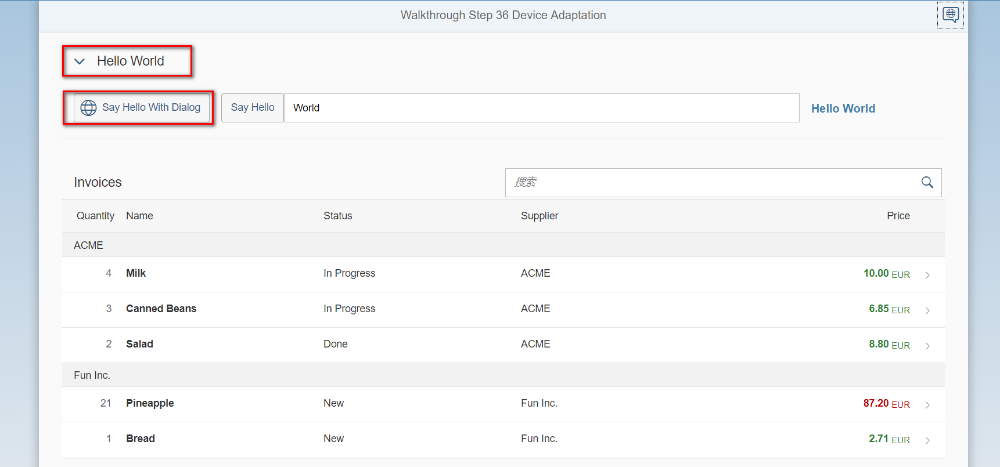 Walkthrough Step 36 Device Adaptation
Hello World
Say Hello With Dialog Say Hello World Hello World
Invoices 搜索
Quantity Name Status Supplier Price
ACME
4 Milk In Progress ACME 10.00 EUR
3 Canned Beans In Progress ACME 6.85 EUR
2 Salad Done ACME 8.80 EUR
Fun Inc.
21 Pineapple New Fun Inc. 87.20 EUR
1 Bread New Fun Inc. 2.71 EUR